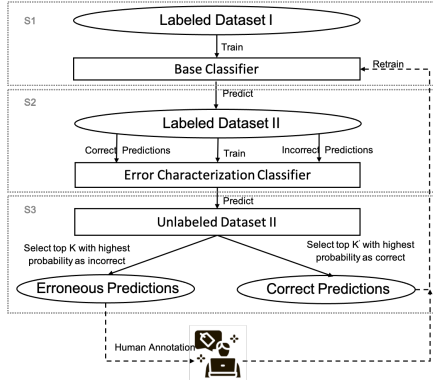 S1
Labeled Dataset I
Train
Base Classifier
Retrain
Predict
S2
Labeled Dataset II
Correct Predictions
Train
Incorrect Predictions
Error Characterization Classifier
Predict
S3
Unlabeled Dataset II
Select top K with highest
probability as incorrect
Select top K' with highest
probability as correct
Erroneous Predictions
Correct Predictions
Human Annotation